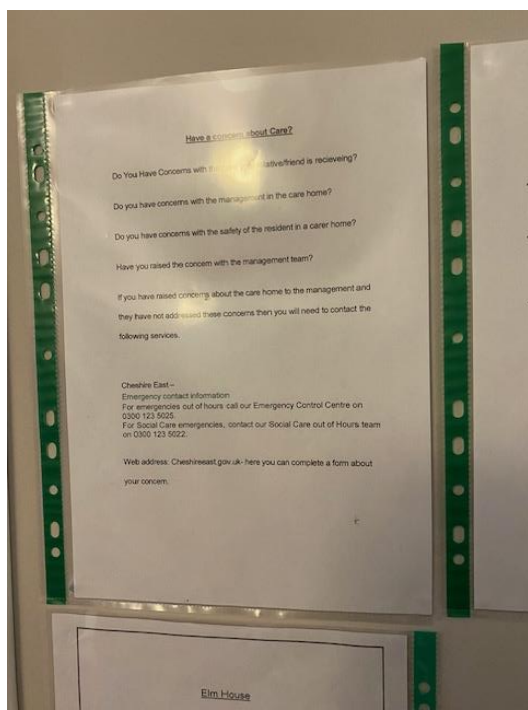 Have a concern about Care?
Do You Have Concerns with relative/friend is recieveing?
Do you have concerns with the management in the care home?
Do you have concerns with the safety of the resident in a carer home?
Have you raised the concern with the management team?
If you have raised concerns about the care home to the management and
they have not addressed these concerns then you will need to contact the
following services.
Cheshire East –
Emergency contact information
For emergencies out of hours call our Emergency Control Centre on
0300 123 5025.
For Social Care emergencies, contact our Social Care out of Hours team
on 0300 123 5022.
Web address: Cheshireeast.gov.uk- here you can complete a form about
your concern.
Elm House